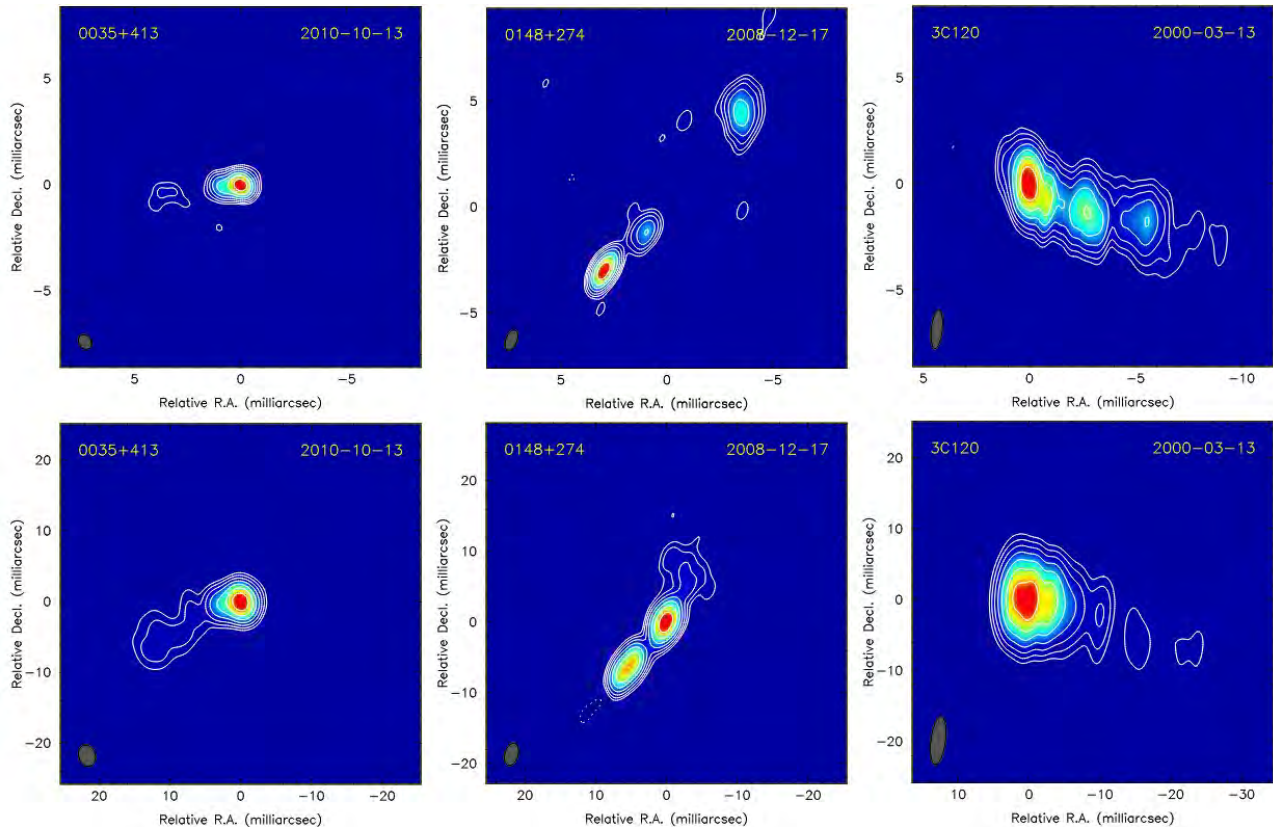 0035+413 2010-10-13
5
0
-5
Relative Decl. (milliarcsec)
5 0 -5
Relative R.A. (milliarcsec)
0148+274 2008-12-17
5
0
-5
Relative Decl. (milliarcsec)
5 0 -5
Relative R.A. (milliarcsec)
3C120 2000-03-13
5
0
-5
Relative Decl. (milliarcsec)
5 0 -5 -10
Relative R.A. (milliarcsec)
0035+413 2010-10-13
20
10
0
-10
-20
Relative Decl. (milliarcsec)
20 10 0 -10 -20
Relative R.A. (milliarcsec)
0148+274 2008-12-17
20
10
0
-10
-20
Relative Decl. (milliarcsec)
20 10 0 -10 -20
Relative R.A. (milliarcsec)
3C120 2000-03-13
20
10
0
-10
-20
Relative Decl. (milliarcsec)
10 0 -10 -20 -30
Relative R.A. (milliarcsec)